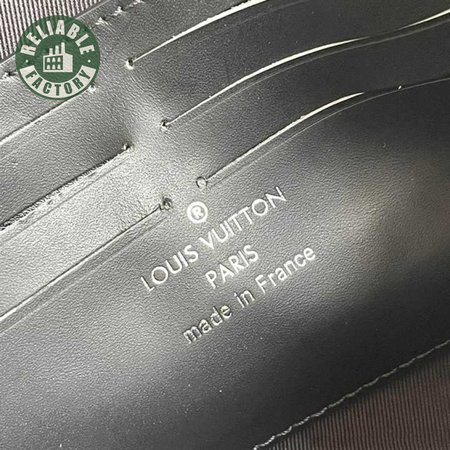 RELIABLE
FACTORY
®
LOUIS VUITTON
PARIS
made in France